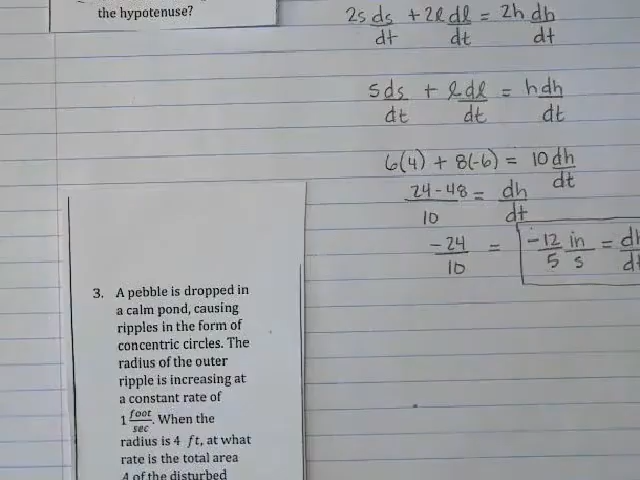 the hypotenuse?
2s ds/dt + 2l dl/dt = 2h dh/dt
s ds/dt + l dl/dt = h dh/dt
6(4) + 8(-6) = 10 dh/dt
24-48/10 = dh/dt
-24/10 = -12/5 in/s = dh/dt
3. A pebble is dropped in
a calm pond, causing
ripples in the form of
concentric circles. The
radius of the outer
ripple is increasing at
a constant rate of
1 foot/sec. When the
radius is 4 ft, at what
rate is the total area
A of the disturbed